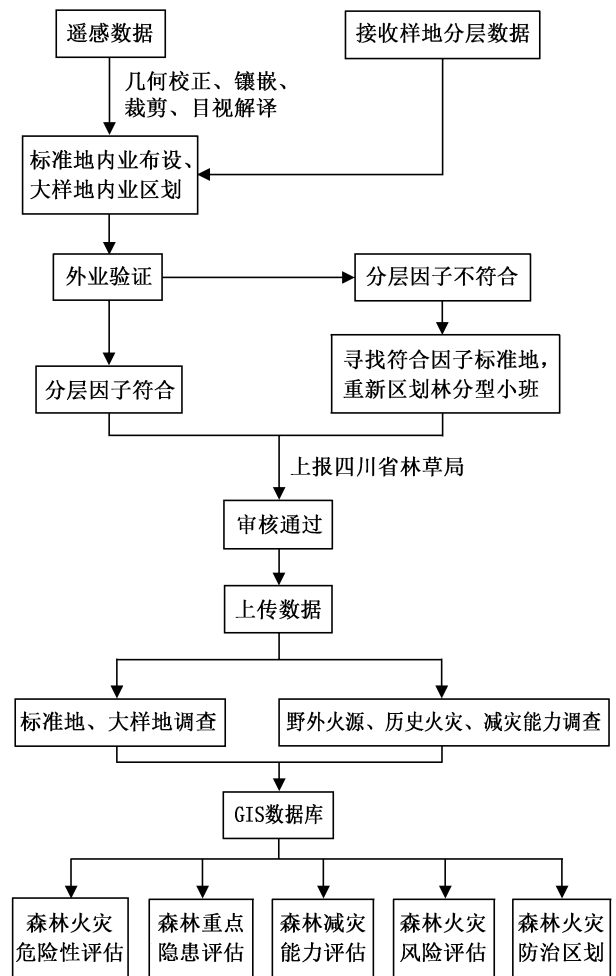 遥感数据
接收样地分层数据
几何校正、镶嵌、
裁剪、目视解译
标准地内业布设、
大样地内业区划
外业验证
分层因子不符合
分层因子符合
寻找符合因子标准地,
重新区划林分型小班
上报四川省林草局
审核通过
上传数据
标准地、大样地调查
野外火源、历史火灾、减灾能力调查
GIS数据库
森林火灾
危险性评估
森林重点
隐患评估
森林减灾
能力评估
森林火灾
风险评估
森林火灾
防治区划